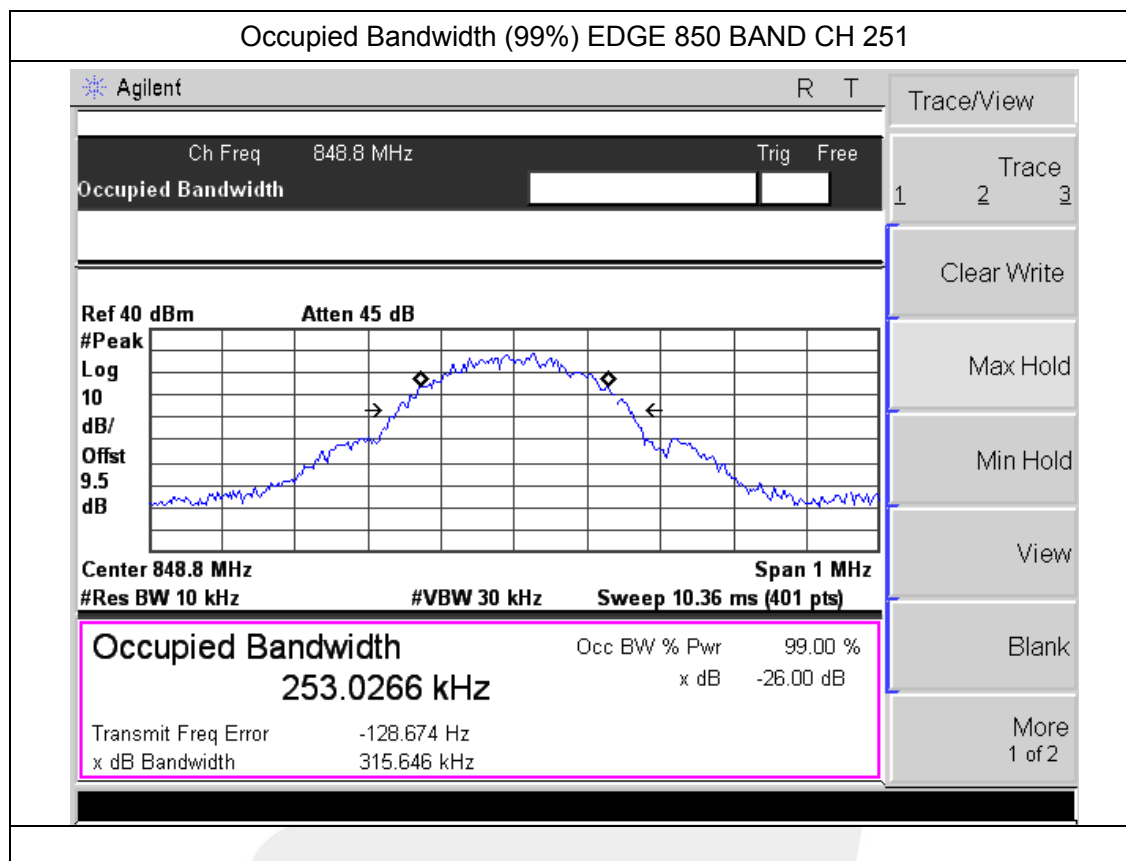 Occupied Bandwidth (99%) EDGE 850 BAND CH 251
Agilent R T
Trace/View
Ch Freq 848.8 MHz Trig Free
Occupied Bandwidth
Trace
1 2 3
Clear Write
Max Hold
Min Hold
View
Blank
More
1 of 2
Ref 40 dBm Atten 45 dB
#Peak
Log
10
dB/
Offst
9.5
dB
Center 848.8 MHz Span 1 MHz
#Res BW 10 kHz #VBW 30 kHz Sweep 10.36 ms (401 pts)
Occupied Bandwidth Occ BW % Pwr 99.00 %
253.0266 kHz x dB -26.00 dB
Transmit Freq Error -128.674 Hz
x dB Bandwidth 315.646 kHz